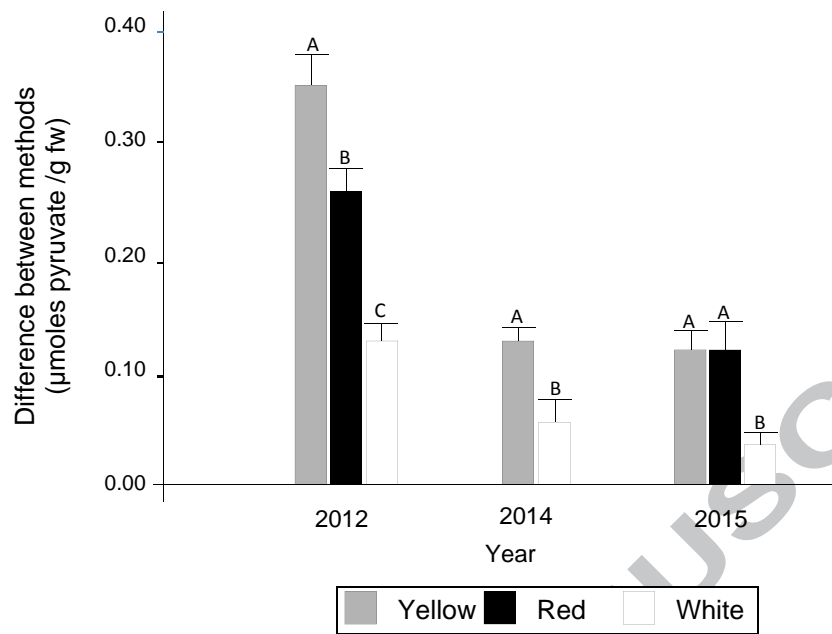 Difference between methods
(µmoles pyruvate /g fw)
0.40
0.30
0.20
0.10
0.00
A
B
C
A
B
A
A
B
2012
2014
2015
Year
Yellow
Red
White
USC